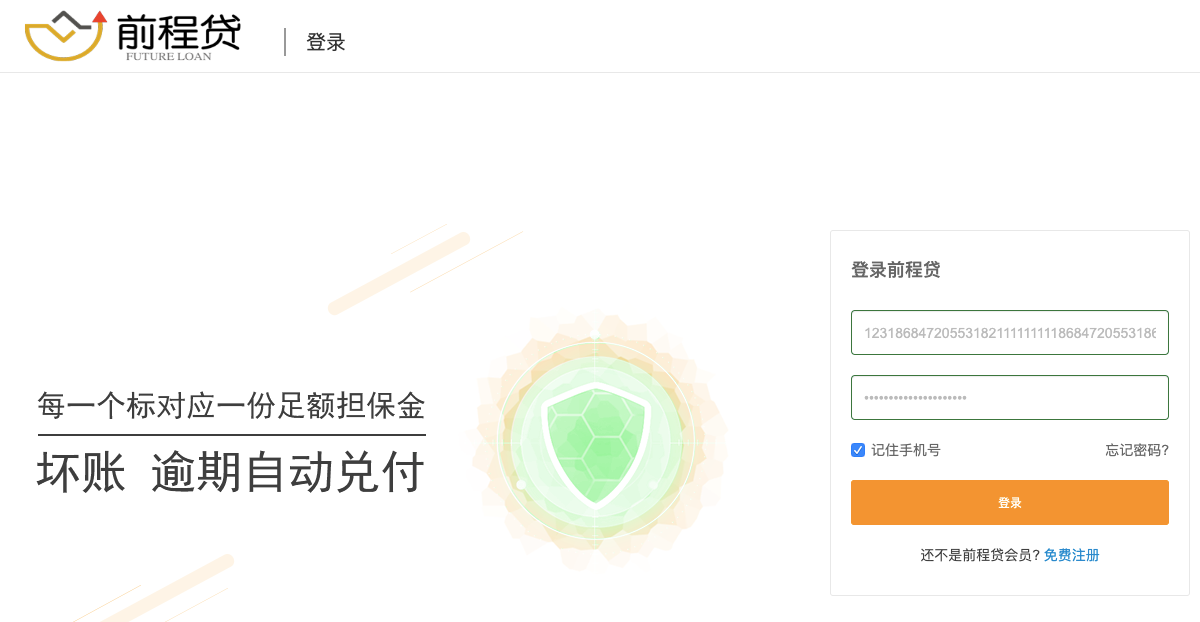 前程贷
FUTURE LOAN
登录
登录前程贷
123186847205531821111111118684720553186
••••••••••••••••••••
记住手机号
忘记密码?
登录
还不是前程贷会员? 免费注册
每一个标对应一份足额担保金
坏账 逾期自动兑付